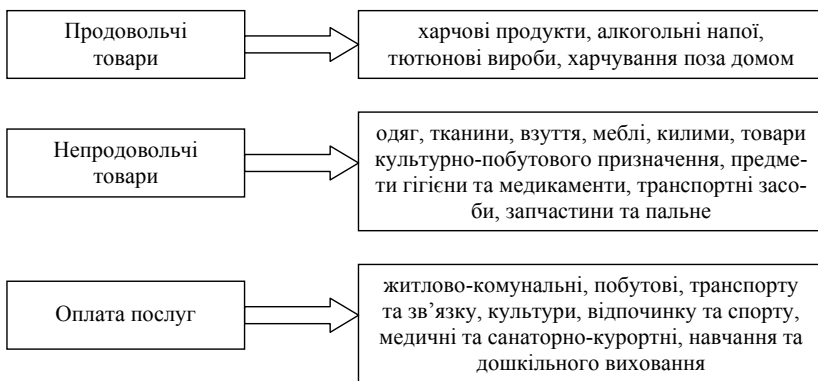 Продовольчі
товари
харчові продукти, алкогольні напої,
тютюнові вироби, харчування поза домом
Непродовольчі
товари
одяг, тканини, взуття, меблі, килими, товари
культурно-побутового призначення, предме-
ти гігієни та медикаменти, транспортні засо-
би, запчастини та пальне
Оплата послуг
житлово-комунальні, побутові, транспорту
та зв’язку, культури, відпочинку та спорту,
медичні та санаторно-курортні, навчання та
дошкільного виховання